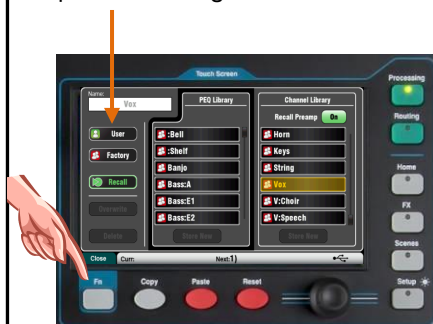 Touch Screen
Processing
Name:
Vox
PEQ Library
Channel Library
Routing
Recall Preamp On
User
:Bell
Horn
Factory
:Shelf
Keys
Home
Banjo
String
Recall
Bass:A
Vox
FX
Overwrite
Bass:E1
V:Choir
Bass:E2
V:Speech
Scenes
Delete
Store New
Store New
Close
Curr:
Next:1)
Setup
Fn
Copy
Paste
Reset